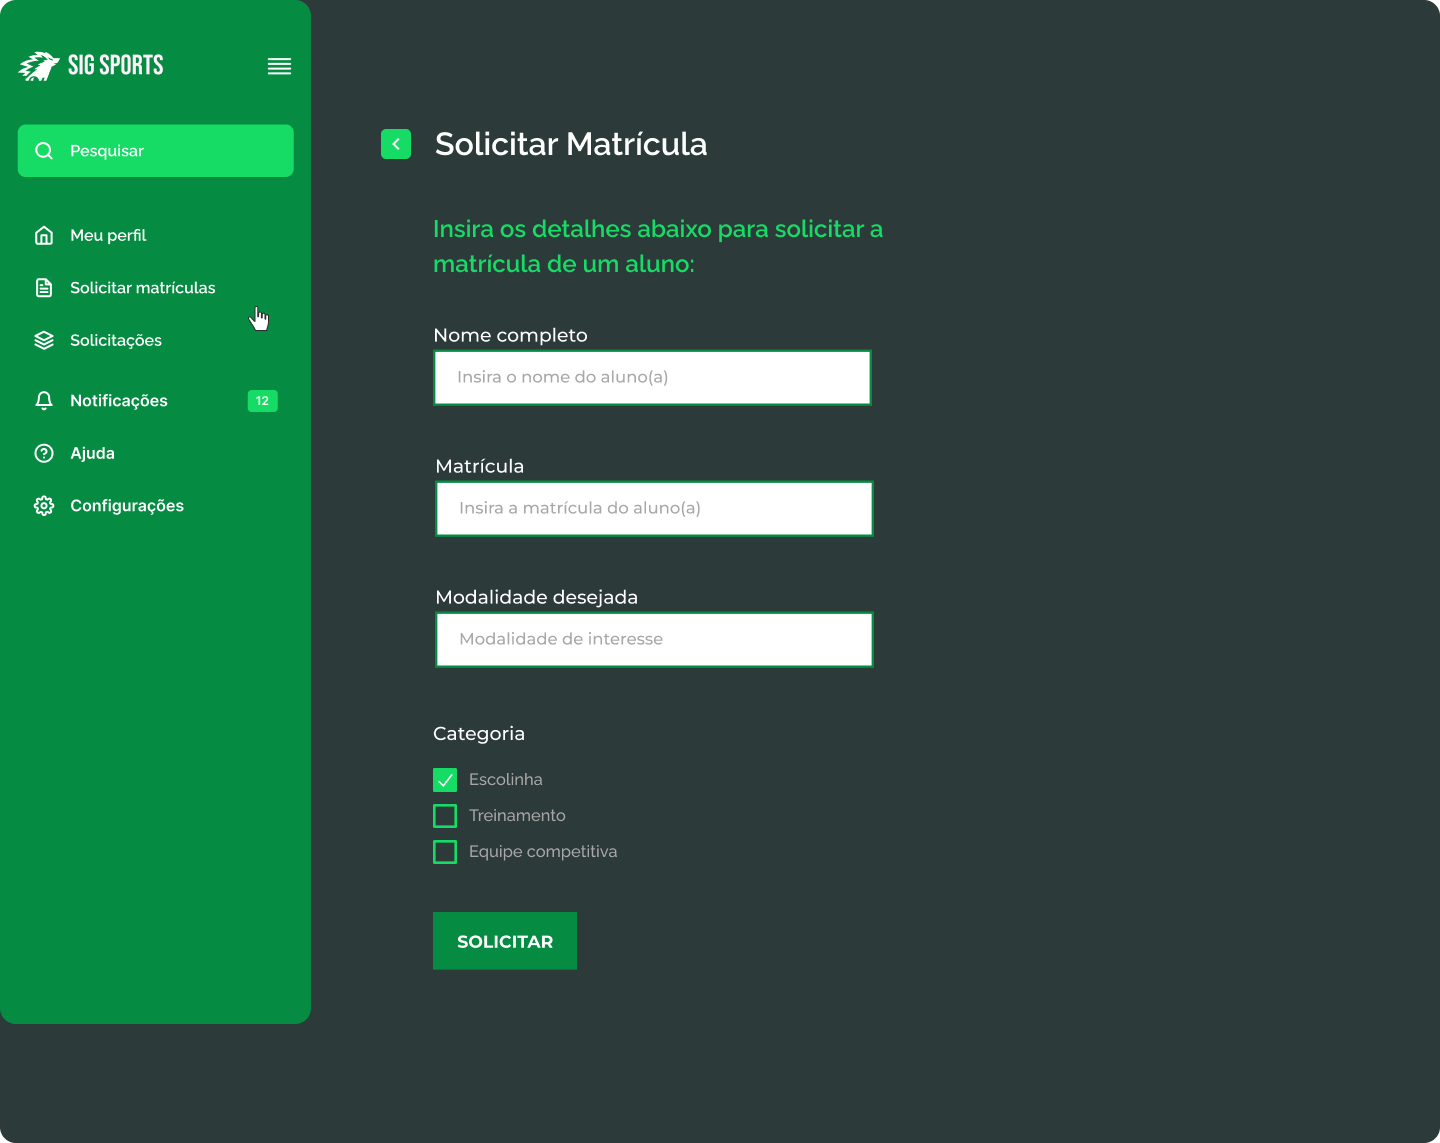 SIG SPORTS
Pesquisar
Meu perfil
Solicitar matrículas
Solicitações
Notificações
12
Ajuda
Configurações
Solicitar Matrícula
Insira os detalhes abaixo para solicitar a
matrícula de um aluno:
Nome completo
Insira o nome do aluno(a)
Matrícula
Insira a matrícula do aluno(a)
Modalidade desejada
Modalidade de interesse
Categoria
Escolinha
Treinamento
Equipe competitiva
SOLICITAR